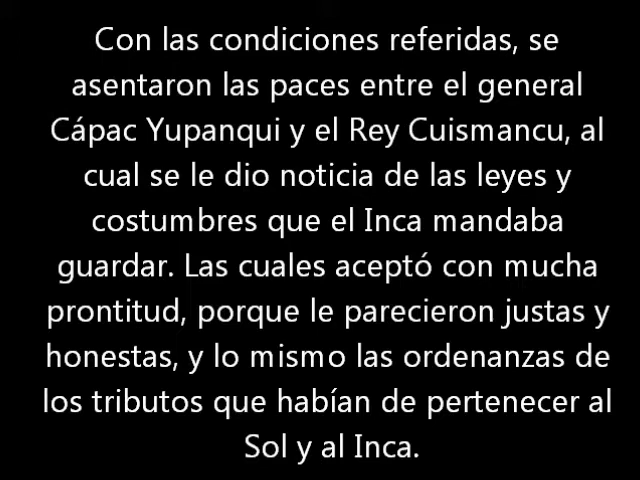 Con las condiciones referidas, se
asentaron las paces entre el general
Cápac Yupanqui y el Rey Cuismancu, al
cual se le dio noticia de las leyes y
costumbres que el Inca mandaba
guardar. Las cuales aceptó con mucha
prontitud, porque le parecieron justas y
honestas, y lo mismo las ordenanzas de
los tributos que habían de pertenecer al
Sol y al Inca.